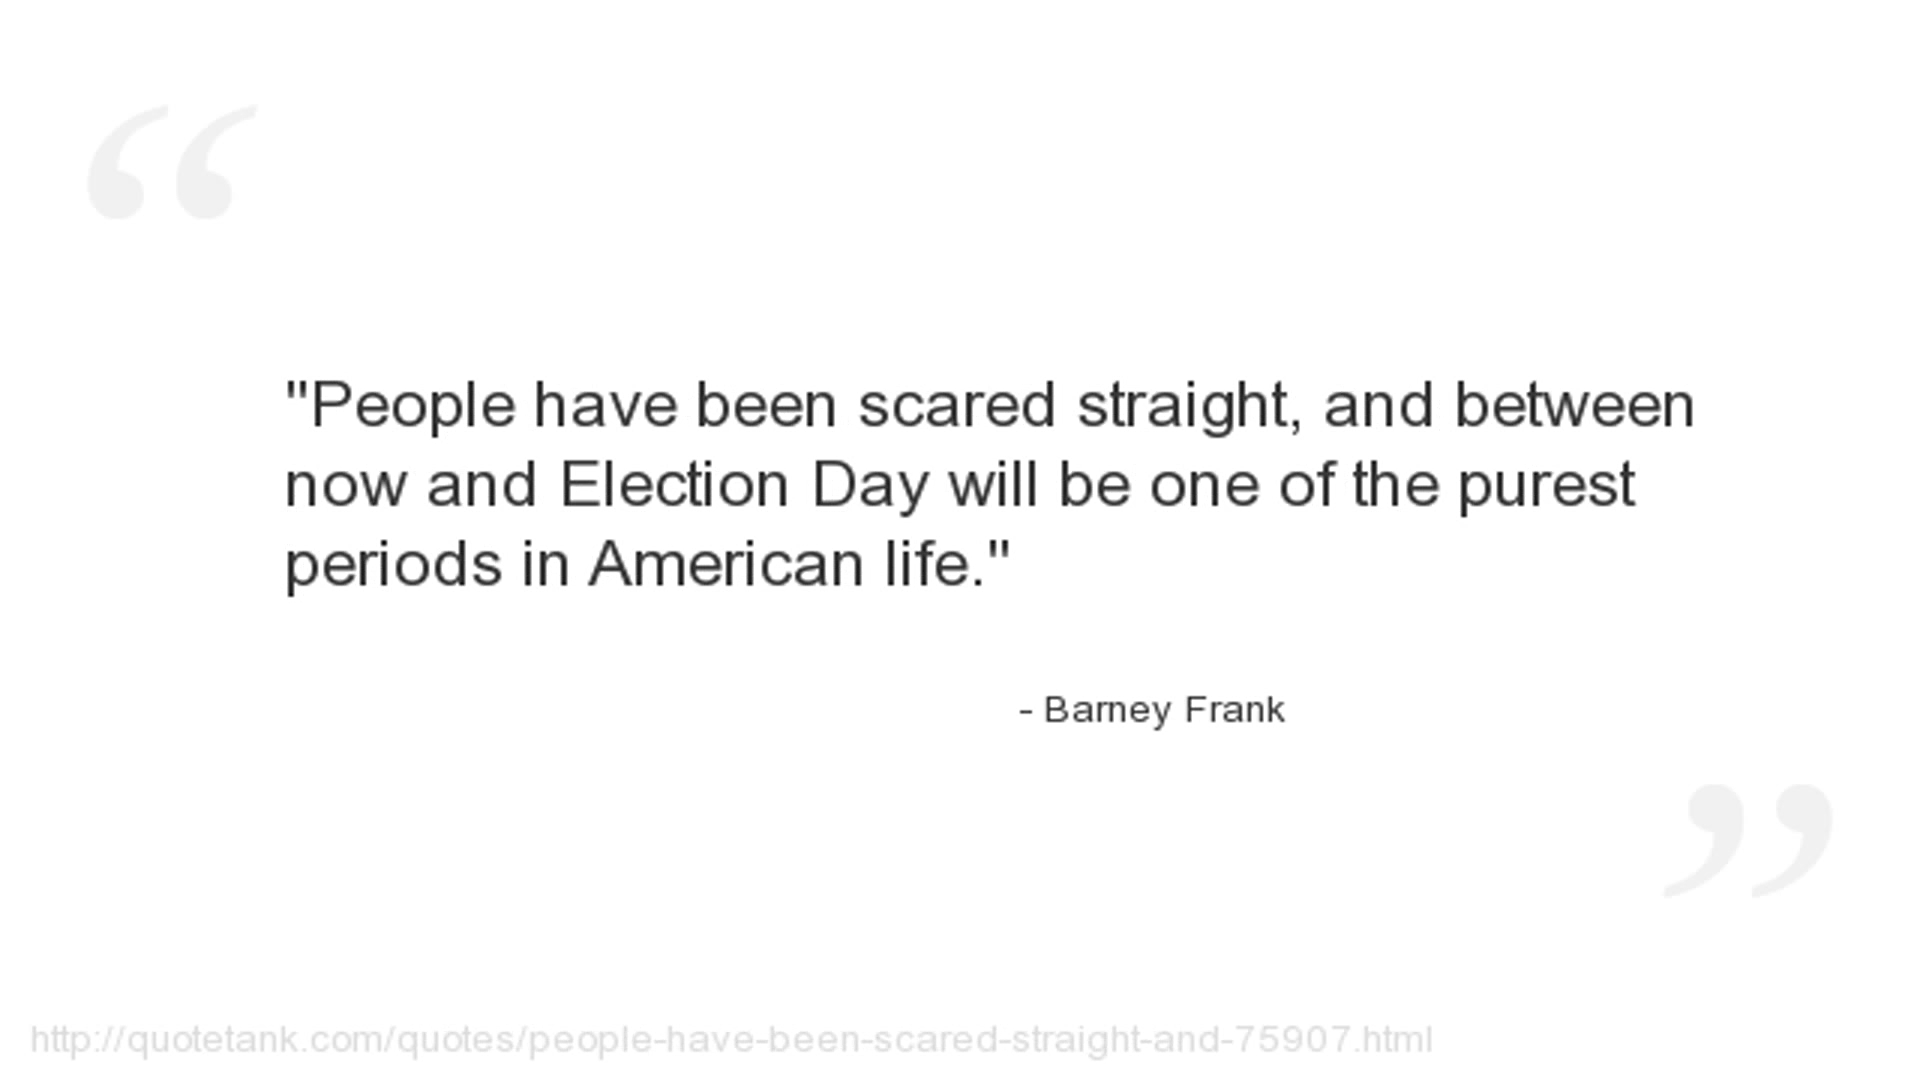 "People have been scared straight, and between
now and Election Day will be one of the purest
periods in American life."
- Barney Frank
http://quotetank.com/quotes/people-have-been-scared-straight-and-75907.html